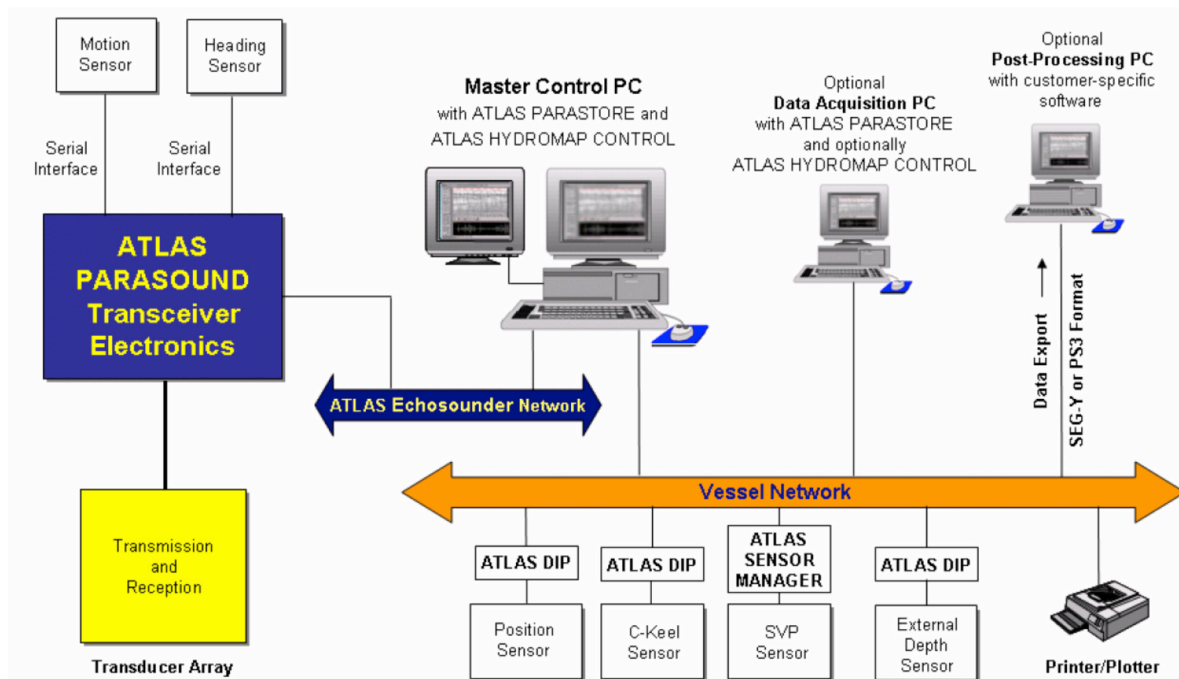 Motion
Sensor
Heading
Sensor
Serial
Interface
Serial
Interface
ATLAS
PARASOUND
Transceiver
Electronics
Transmission
and
Reception
Transducer Array
Master Control PC
with ATLAS PARASTORE and
ATLAS HYDROMAP CONTROL
Optional
Data Acquisition PC
with ATLAS PARASTORE
and optionally
ATLAS HYDROMAP CONTROL
Optional
Post-Processing PC
with customer-specific
software
Data Export
SEG-Y or PS3 Format
ATLAS Echosounder Network
Vessel Network
ATLAS DIP
Position
Sensor
ATLAS DIP
C-Keel
Sensor
ATLAS
SENSOR
MANAGER
SVP
Sensor
ATLAS DIP
External
Depth
Sensor
Printer/Plotter